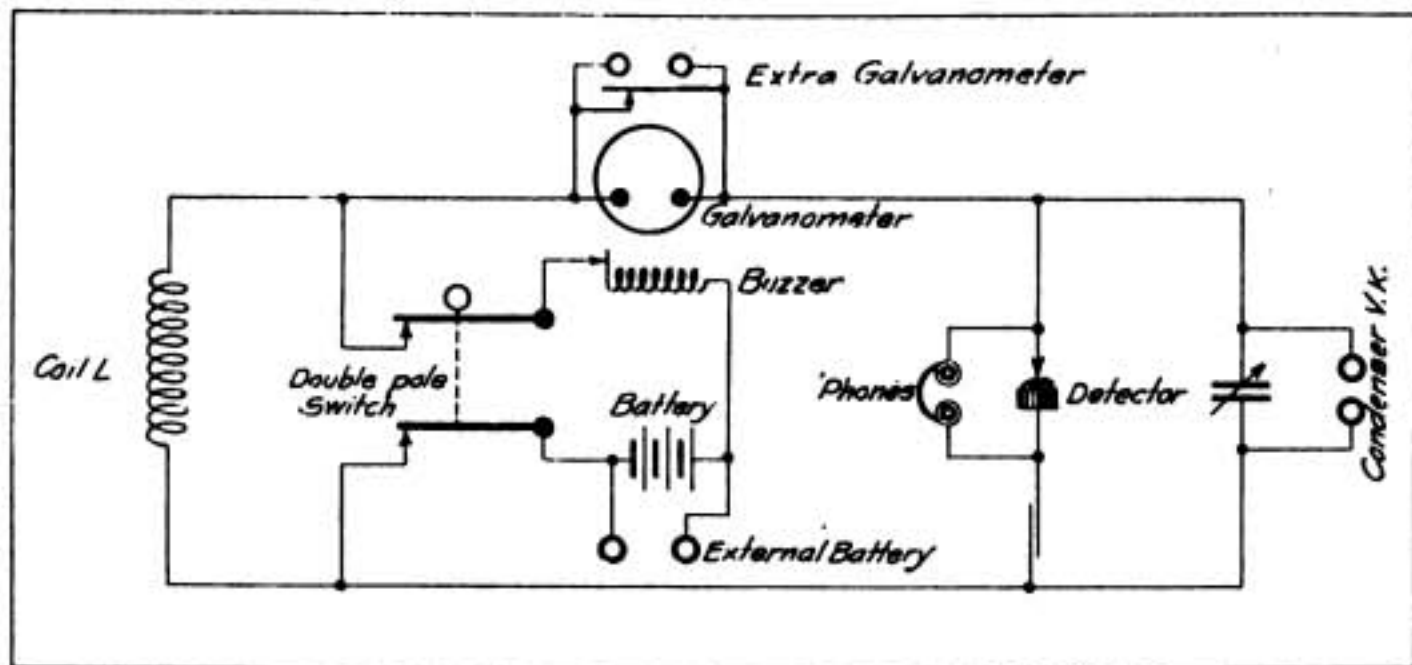 Extra Galvanometer
Galvanometer
Buzzer
Coil L
Double pole
Switch
Battery
'Phones
Detector
Condenser V.K.
External Battery